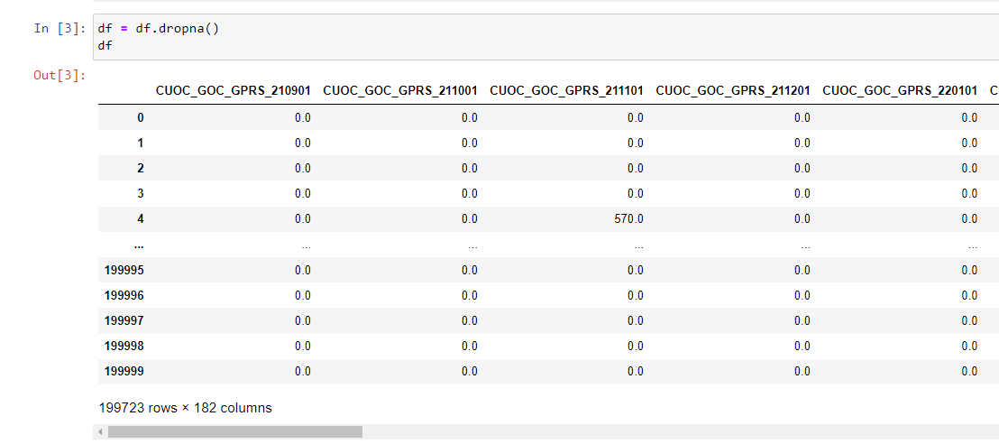 In [3]: df = df.dropna()
df
Out[3]:
CUOC_GOC_GPRS_210901 CUOC_GOC_GPRS_211001 CUOC_GOC_GPRS_211101 CUOC_GOC_GPRS_211201 CUOC_GOC_GPRS_220101 C
0 0.0 0.0 0.0 0.0 0.0
1 0.0 0.0 0.0 0.0 0.0
2 0.0 0.0 0.0 0.0 0.0
3 0.0 0.0 0.0 0.0 0.0
4 0.0 0.0 570.0 0.0 0.0
... ... ... ... ... ...
199995 0.0 0.0 0.0 0.0 0.0
199996 0.0 0.0 0.0 0.0 0.0
199997 0.0 0.0 0.0 0.0 0.0
199998 0.0 0.0 0.0 0.0 0.0
199999 0.0 0.0 0.0 0.0 0.0
199723 rows × 182 columns